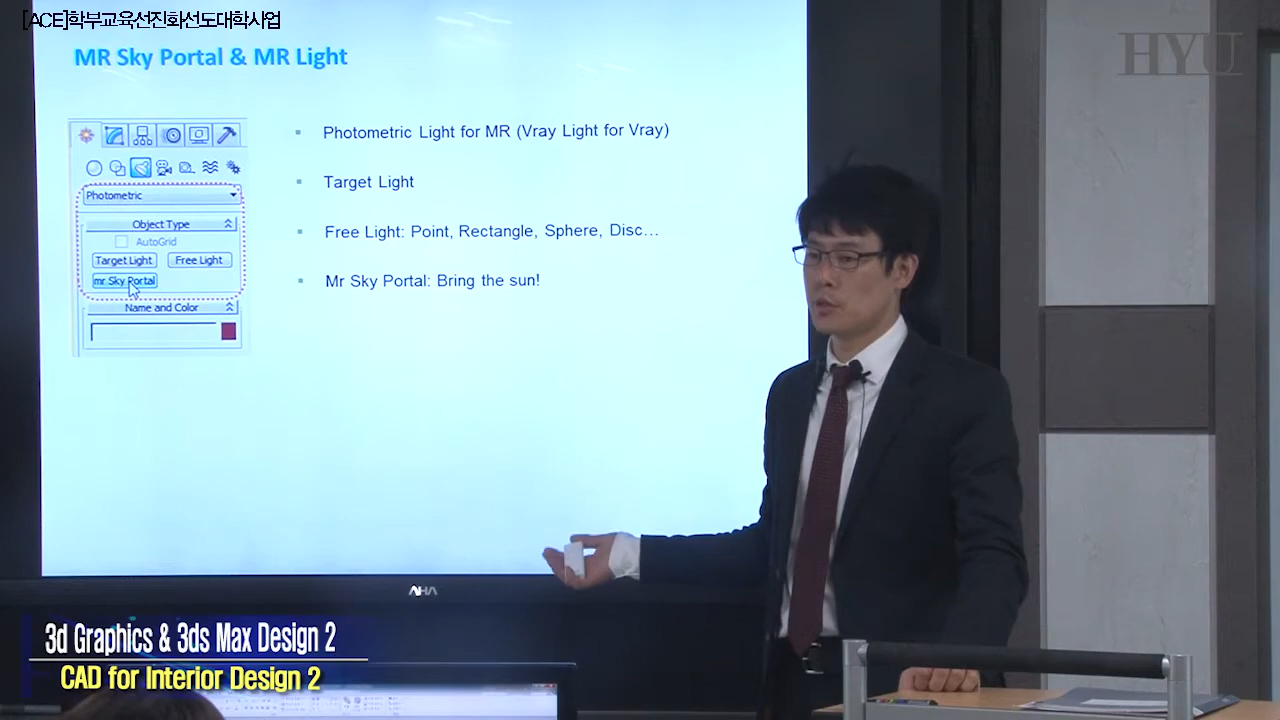 [ACE]학부교육선진화선도대학사업
HYU
MR Sky Portal & MR Light
Photometric
Object Type
AutoGrid
Target Light
Free Light
mr Sky Portal
Name and Color
Photometric Light for MR (Vray Light for Vray)
Target Light
Free Light: Point, Rectangle, Sphere, Disc...
Mr Sky Portal: Bring the sun!
AHA
3d Graphics & 3ds Max Design 2
CAD for Interior Design 2